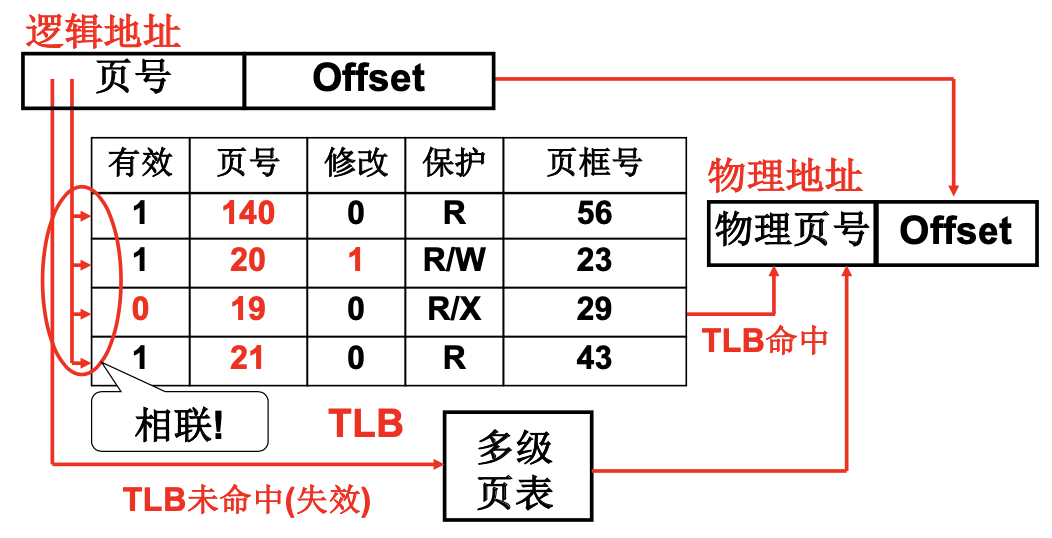 逻辑地址
页号 Offset
有效 页号 修改 保护 页框号
1 140 0 R 56
1 20 1 R/W 23
0 19 0 R/X 29
1 21 0 R 43
物理地址
物理页号 Offset
TLB命中
相联!
TLB
多级
页表
TLB未命中(失效)